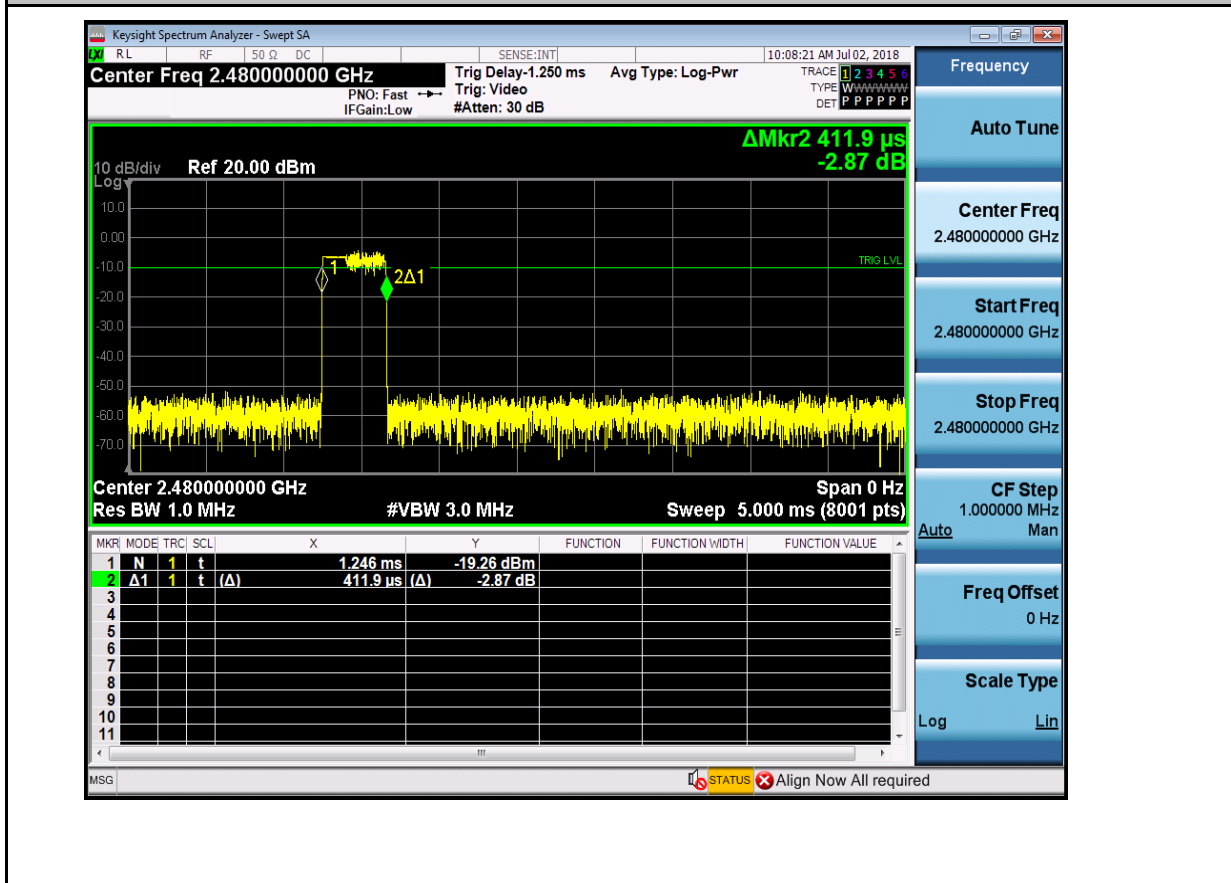 Keysight Spectrum Analyzer - Swept SA
LXI RL RF 50 Ω DC SENSE:INT 10:08:21 AM Jul 02, 2018
Center Freq 2.480000000 GHz
PNO: Fast
IFGain:Low
Trig Delay-1.250 ms
Trig: Video
#Atten: 30 dB
Avg Type: Log-Pwr
TRACE 1 2 3 4 5 6
TYPE WWWWWW
DET P P P P P P
ΔMkr2 411.9 µs
-2.87 dB
10 dB/div Ref 20.00 dBm
Log
10.0
0.00
-10.0
-20.0
-30.0
-40.0
-50.0
-60.0
-70.0
1
2Δ1
TRIG LVL
Center 2.480000000 GHz Span 0 Hz
Res BW 1.0 MHz #VBW 3.0 MHz Sweep 5.000 ms (8001 pts)
MKR MODE TRC SCL X Y FUNCTION FUNCTION WIDTH FUNCTION VALUE
1 N 1 t 1.246 ms -19.26 dBm
2 Δ1 1 t (Δ) 411.9 µs (Δ) -2.87 dB
3
4
5
6
7
8
9
10
11
MSG STATUS Align Now All required
Frequency
Auto Tune
Center Freq
2.480000000 GHz
Start Freq
2.480000000 GHz
Stop Freq
2.480000000 GHz
CF Step
1.000000 MHz
Auto Man
Freq Offset
0 Hz
Scale Type
Log Lin